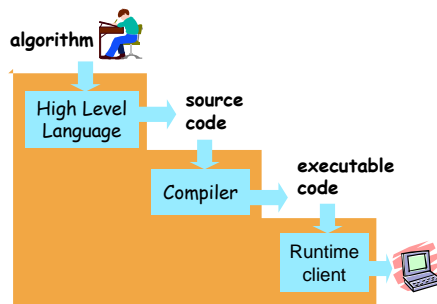 algorithm
High Level
Language
source
code
Compiler
executable
code
Runtime
client